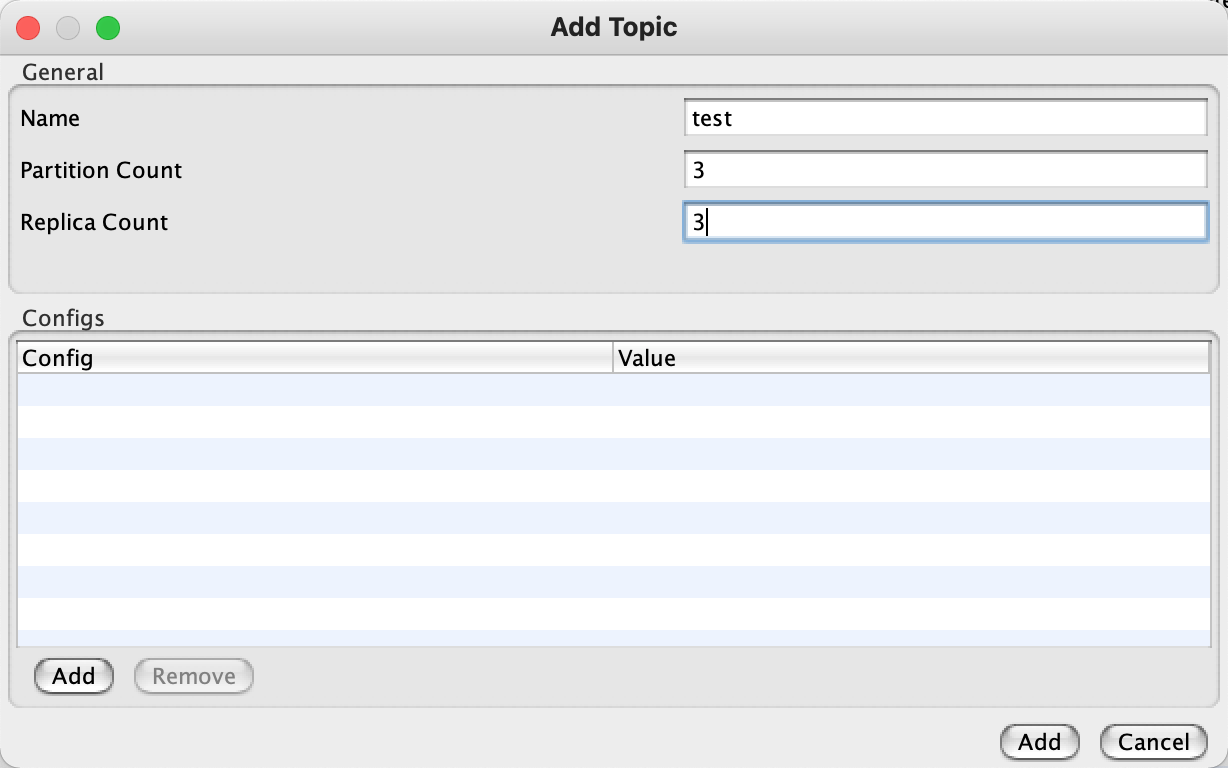 Add Topic
General
Name test
Partition Count 3
Replica Count 3
Configs
Config Value
Add Remove
Add Cancel